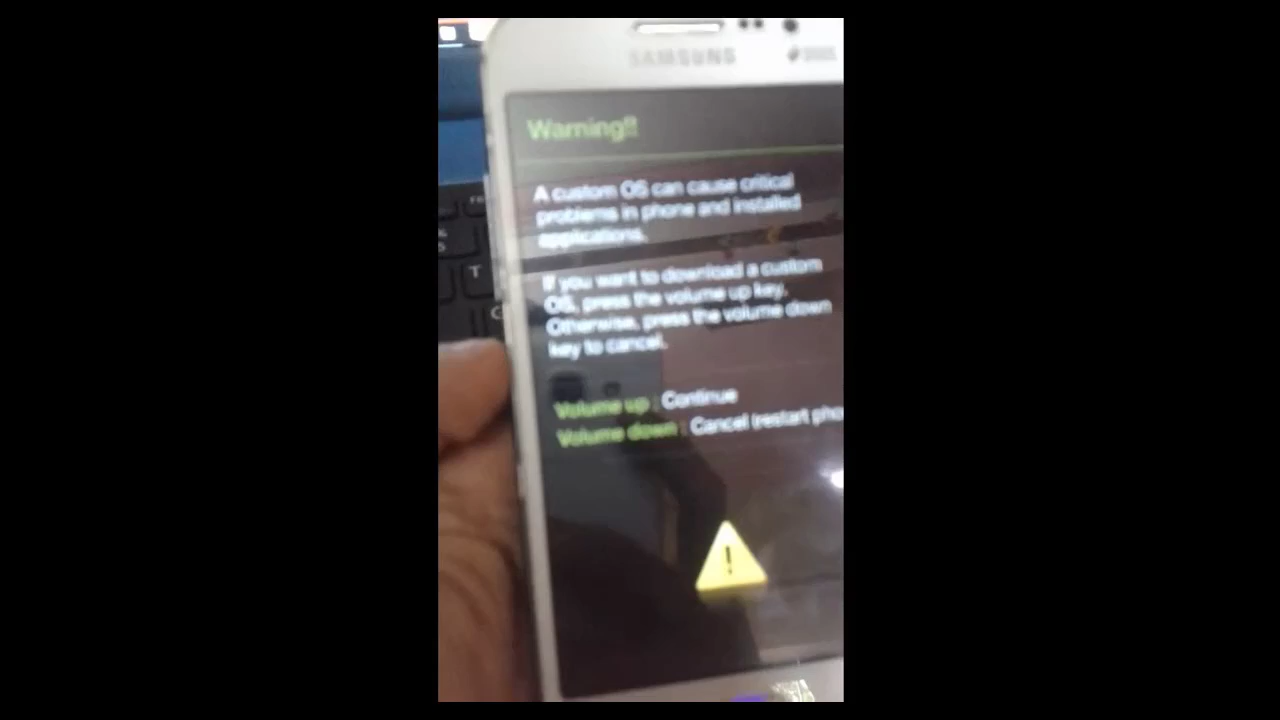 SAMSUNG
Warning!!
A custom OS can cause critical
problems in phone and installed
applications.
If you want to download a custom
OS, press the volume up key.
Otherwise, press the volume down
key to cancel.
Volume up : Continue
Volume down : Cancel (restart pho
T